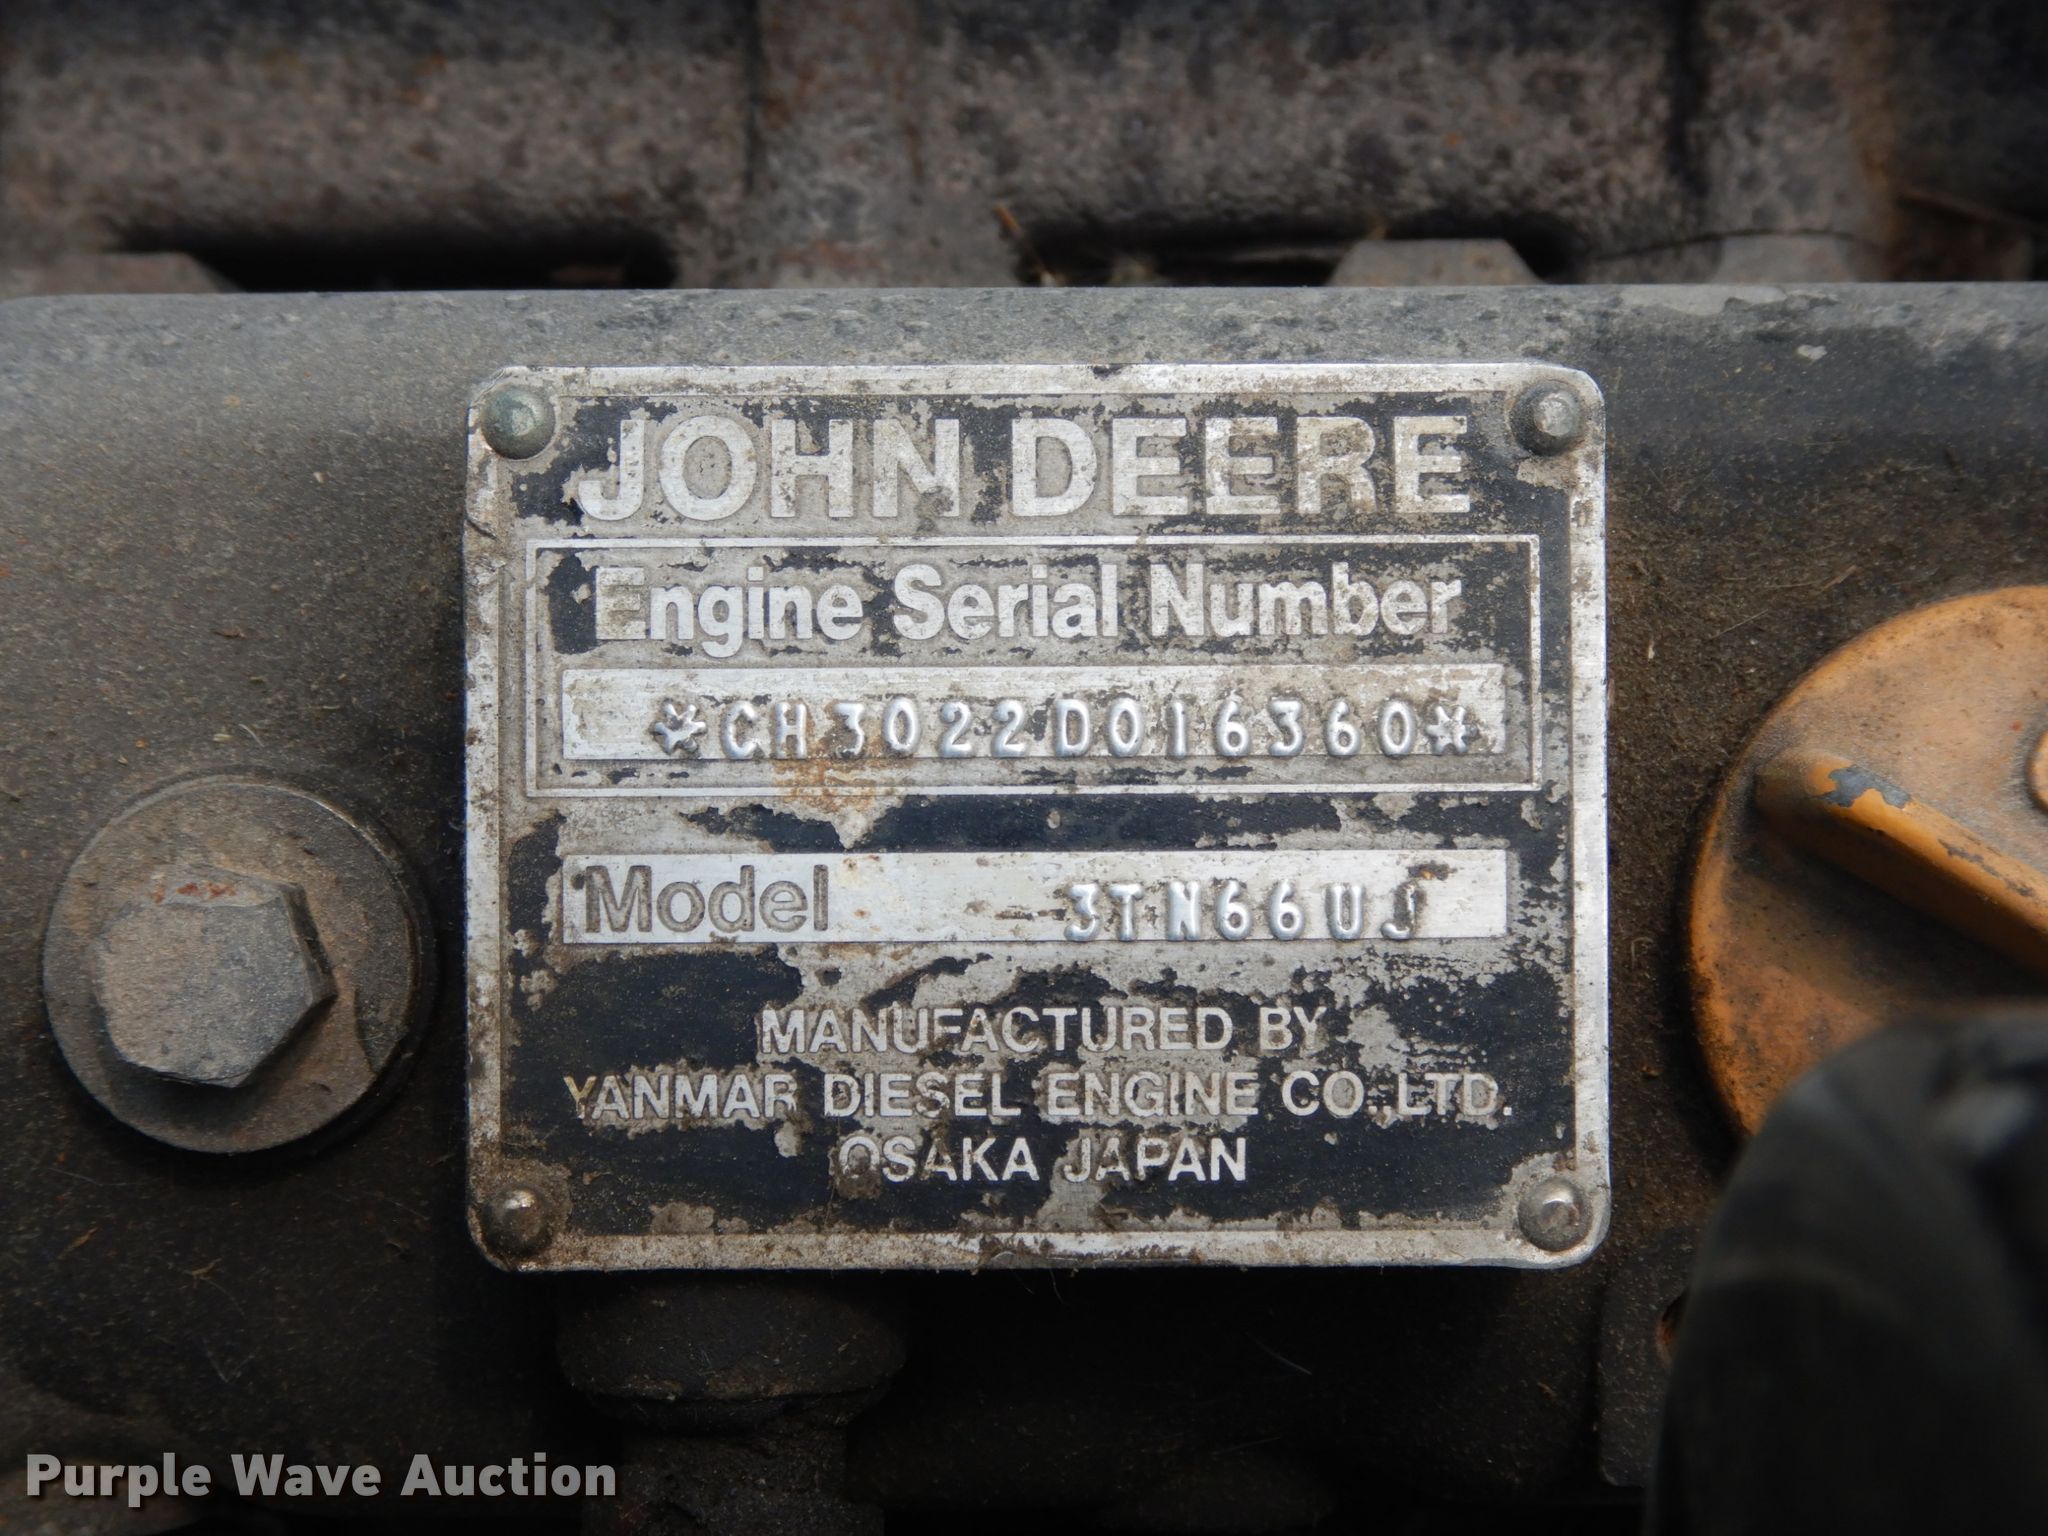 JOHN DEERE
Engine Serial Number
*CH3022D016360*
Model 3TN66UJ
MANUFACTURED BY
YANMAR DIESEL ENGINE CO.,LTD.
OSAKA JAPAN
Purple Wave Auction